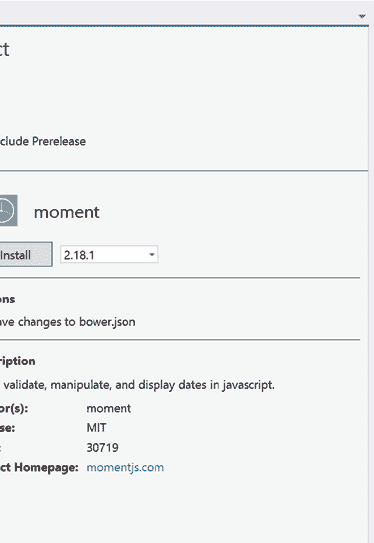 ct
clude Prerelease
moment
Install
2.18.1
ons
ave changes to bower.json
ription
validate, manipulate, and display dates in javascript.
or(s): moment
se: MIT
: 30719
ct Homepage: momentjs.com